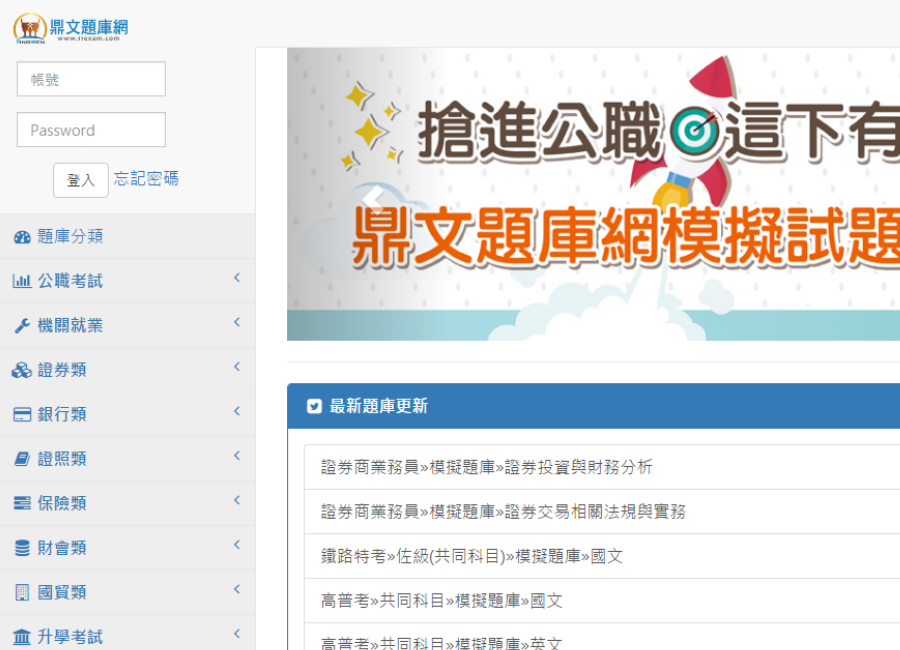 鼎文題庫網
www.11exam.com
帳號
Password
登入 忘記密碼
題庫分類
公職考試
機關就業
證券類
銀行類
證照類
保險類
財會類
國貿類
升學考試
搶進公職 這下有
鼎文題庫網模擬試題
最新題庫更新
證券商業務員»模擬題庫»證券投資與財務分析
證券商業務員»模擬題庫»證券交易相關法規與實務
鐵路特考»佐級(共同科目)»模擬題庫»國文
高普考»共同科目»模擬題庫»國文
高普考»共同科目»模擬題庫»英文